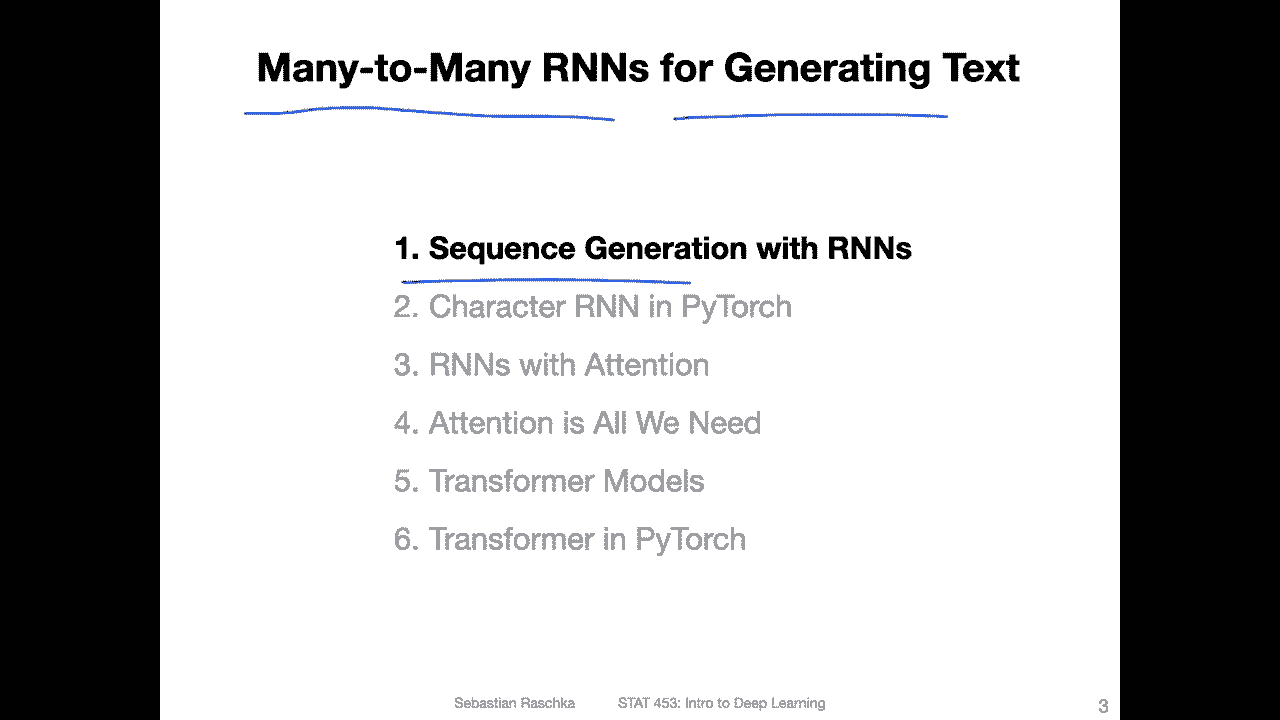 Many-to-Many RNNs for Generating Text
1. Sequence Generation with RNNs
2. Character RNN in PyTorch
3. RNNs with Attention
4. Attention is All We Need
5. Transformer Models
6. Transformer in PyTorch
Sebastian Raschka STAT 453: Intro to Deep Learning 3